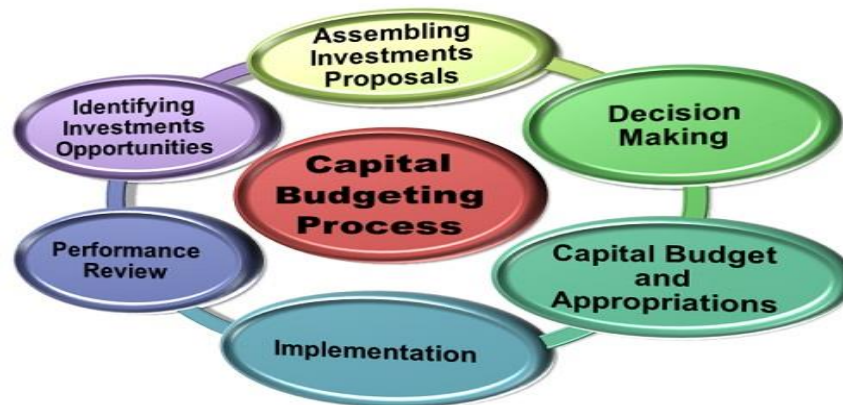 Assembling
Investments
Proposals
Identifying
Investments
Opportunities
Decision
Making
Capital
Budgeting
Process
Performance
Review
Capital Budget
and
Appropriations
Implementation